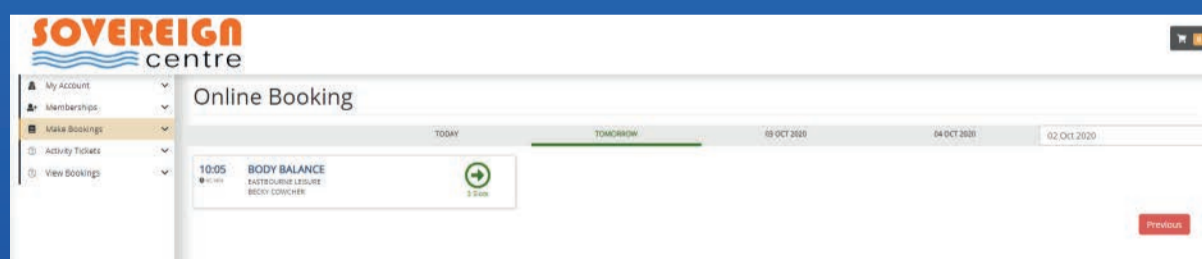 SOVEREIGN
centre
My Account
Memberships
Make Bookings
Activity Tickets
View Bookings
Online Booking
TODAY
TOMORROW
03 OCT 2020
04 OCT 2020
02 Oct 2020
10:05
BODY BALANCE
EASTBOURNE LEISURE
BECKY COWCHER
Previous